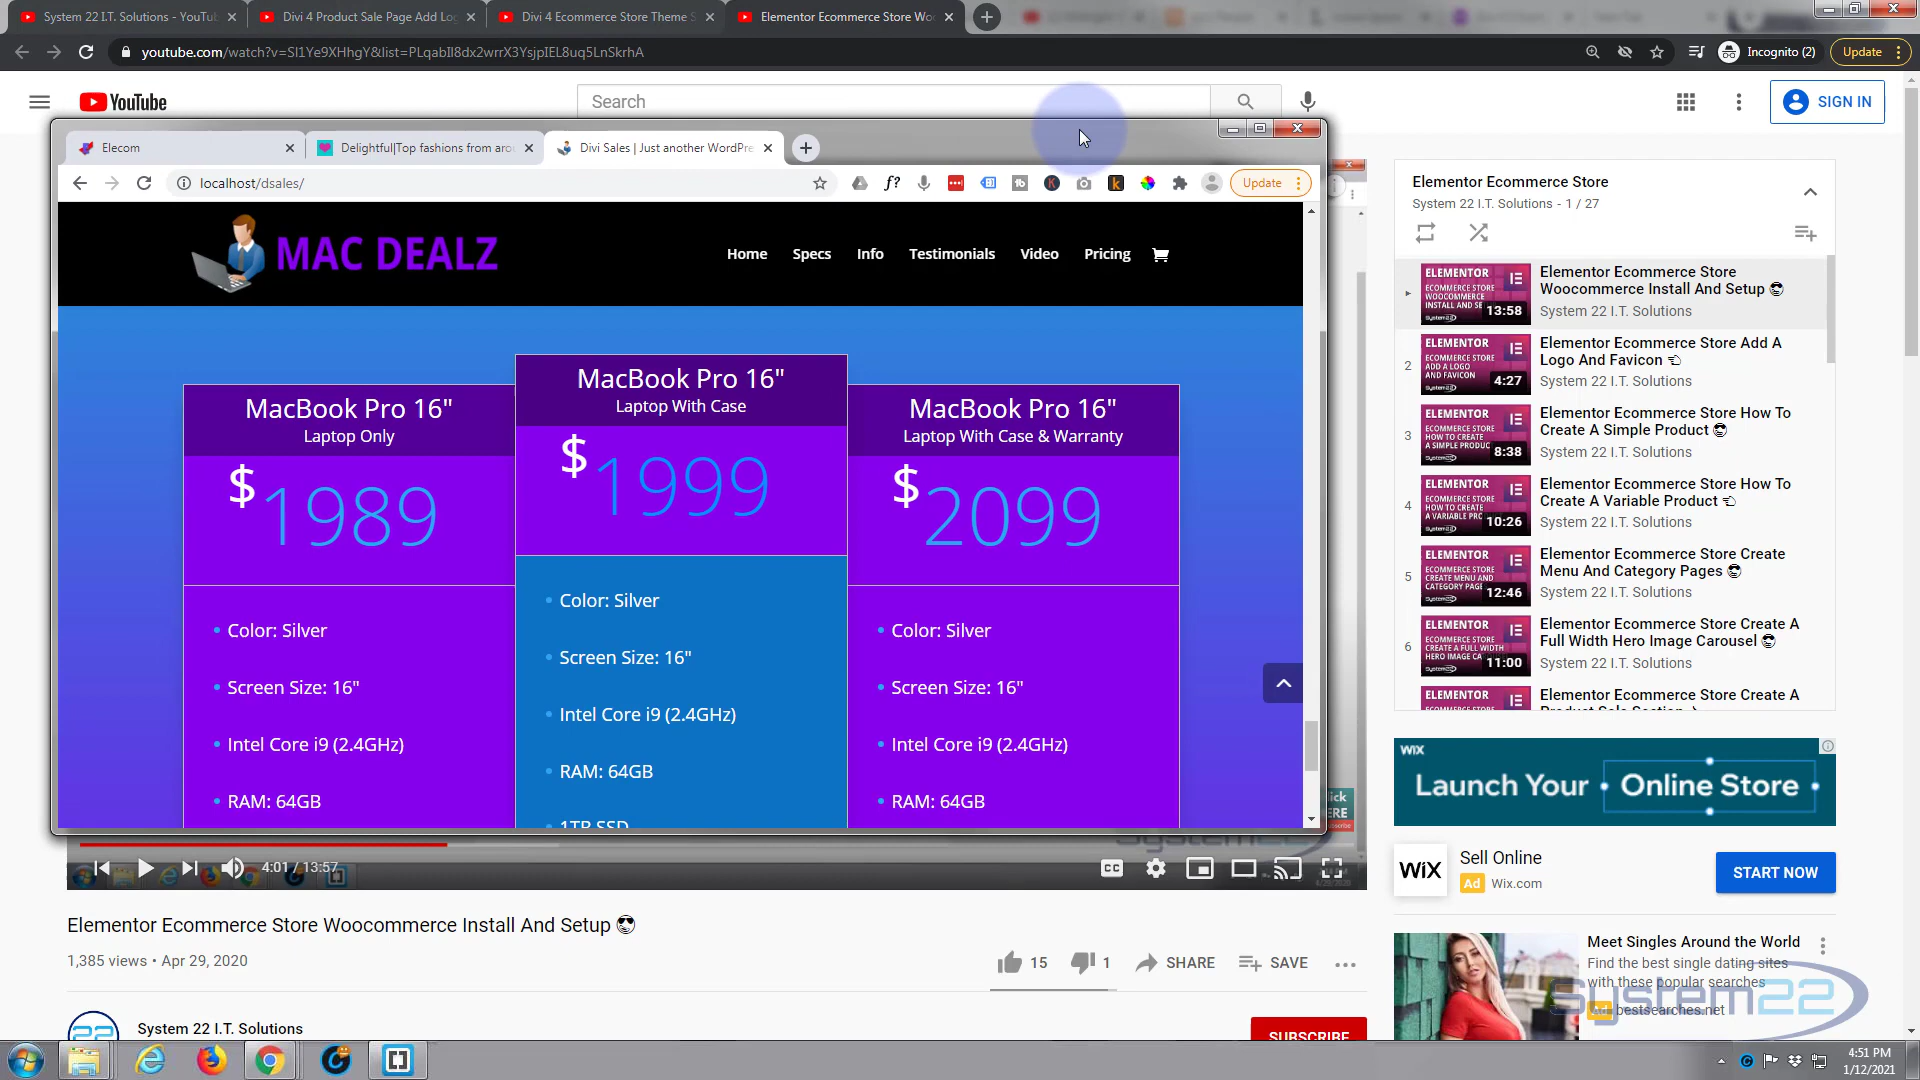 System 22 I.T. Solutions - YouTu
Divi 4 Product Sale Page Add Lo
Divi 4 Ecommerce Store Theme S
Elementor Ecommerce Store Wo
youtube.com/watch?v=Sl1Ye9XHhgY&list=PLqabIl8dx2wrrX3YsjpIEL8uq5LnSkrhA
Incognito (2)
Update
YouTube
Search
SIGN IN
Elecom
Delightful|Top fashions from arou
Divi Sales | Just another WordPre
localhost/dsales/
f?
Update
MAC DEALZ
Home
Specs
Info
Testimonials
Video
Pricing
MacBook Pro 16"
Laptop Only
$
1989
Color: Silver
Screen Size: 16"
Intel Core i9 (2.4GHz)
RAM: 64GB
MacBook Pro 16"
Laptop With Case
$
1999
Color: Silver
Screen Size: 16"
Intel Core i9 (2.4GHz)
RAM: 64GB
1TB SSD
MacBook Pro 16"
Laptop With Case & Warranty
$
2099
Color: Silver
Screen Size: 16"
Intel Core i9 (2.4GHz)
RAM: 64GB
4:01 / 13:57
CC
Elementor Ecommerce Store Woocommerce Install And Setup 😎
1,385 views • Apr 29, 2020
15
1
SHARE
SAVE
System 22 I.T. Solutions
SUBSCRIBE
Elementor Ecommerce Store
System 22 I.T. Solutions - 1 / 27
13:58
Elementor Ecommerce Store
Woocommerce Install And Setup 😎
System 22 I.T. Solutions
2
4:27
Elementor Ecommerce Store Add A
Logo And Favicon
System 22 I.T. Solutions
3
8:38
Elementor Ecommerce Store How To
Create A Simple Product 😎
System 22 I.T. Solutions
4
10:26
Elementor Ecommerce Store How To
Create A Variable Product
System 22 I.T. Solutions
5
12:46
Elementor Ecommerce Store Create
Menu And Category Pages 😎
System 22 I.T. Solutions
6
11:00
Elementor Ecommerce Store Create A
Full Width Hero Image Carousel 😎
System 22 I.T. Solutions
Elementor Ecommerce Store Create A
Product Sale Section
WIX
Launch Your Online Store
WIX
Sell Online
Ad Wix.com
START NOW
Meet Singles Around the World
Find the best single dating sites
with these popular searches
Ad bestsearches.net
System22
4:51 PM
1/12/2021